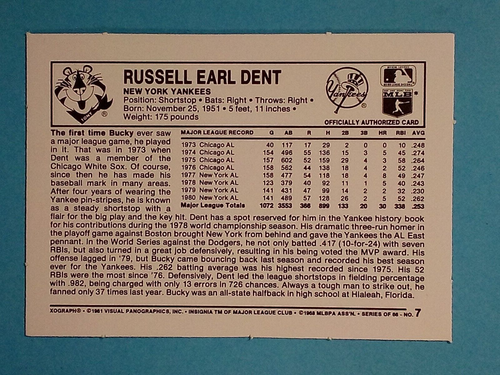 RUSSELL EARL DENT
NEW YORK YANKEES
Position: Shortstop • Bats: Right • Throws: Right
Born: November 25, 1951 • 5 feet, 11 inches •
Weight: 175 pounds
Yankees
MLB
OFFICIALLY AUTHORIZED CARD
MAJOR LEAGUE RECORD G AB R H 2B 3B HR RBI AVG
1973 Chicago AL 40 117 17 29 2 0 0 10 .248
1974 Chicago AL 154 496 55 136 15 3 5 45 .274
1975 Chicago AL 157 602 52 159 29 4 3 58 .264
1976 Chicago AL 158 562 44 138 18 4 2 52 .246
1977 New York AL 158 477 54 118 18 4 8 49 .247
1978 New York AL 123 379 40 92 11 1 5 40 .243
1979 New York AL 141 431 47 99 14 2 2 32 .230
1980 New York AL 141 489 57 128 26 2 5 52 .262
Major League Totals 1072 3553 366 899 133 20 30 338 .253
The first time Bucky ever saw
a major league game, he played
in it. That was in 1973 when
Dent was a member of the
Chicago White Sox. Of course,
since then he has made his
baseball mark in many areas.
After four years of wearing the
Yankee pin-stripes, he is known
as a steady shortstop with a
flair for the big play and the key hit. Dent has a spot reserved for him in the Yankee history book
for his contributions during the 1978 world championship season. His dramatic three-run homer in
the playoff game against Boston brought New York from behind and gave Yankees the AL East
pennant. In the World Series against the Dodgers, he not only batted .417 (10-for-24) with seven
RBIs, but also turned in a great job defensively, resulting in his being voted the MVP award. His
offense lagged in '79, but Bucky came bouncing back last season and recorded his best season
ever for the Yankees. His .262 batting average was his highest recorded since 1975. His 52
RBIs were the most since '76. Defensively, Dent led the league shortstops in fielding percentage
with .982, being charged with only 13 errors in 726 chances. Always a tough man to strike out, he
fanned only 37 times last year. Bucky was an all-state halfback in high school at Hialeah, Florida.
XOGRAPH® • ©1981 VISUAL PANOGRAPHICS, INC. • INSIGNIA TM OF MAJOR LEAGUE CLUB • ©1968 MLBPA ASS'N. • SERIES OF 66 - NO. 7